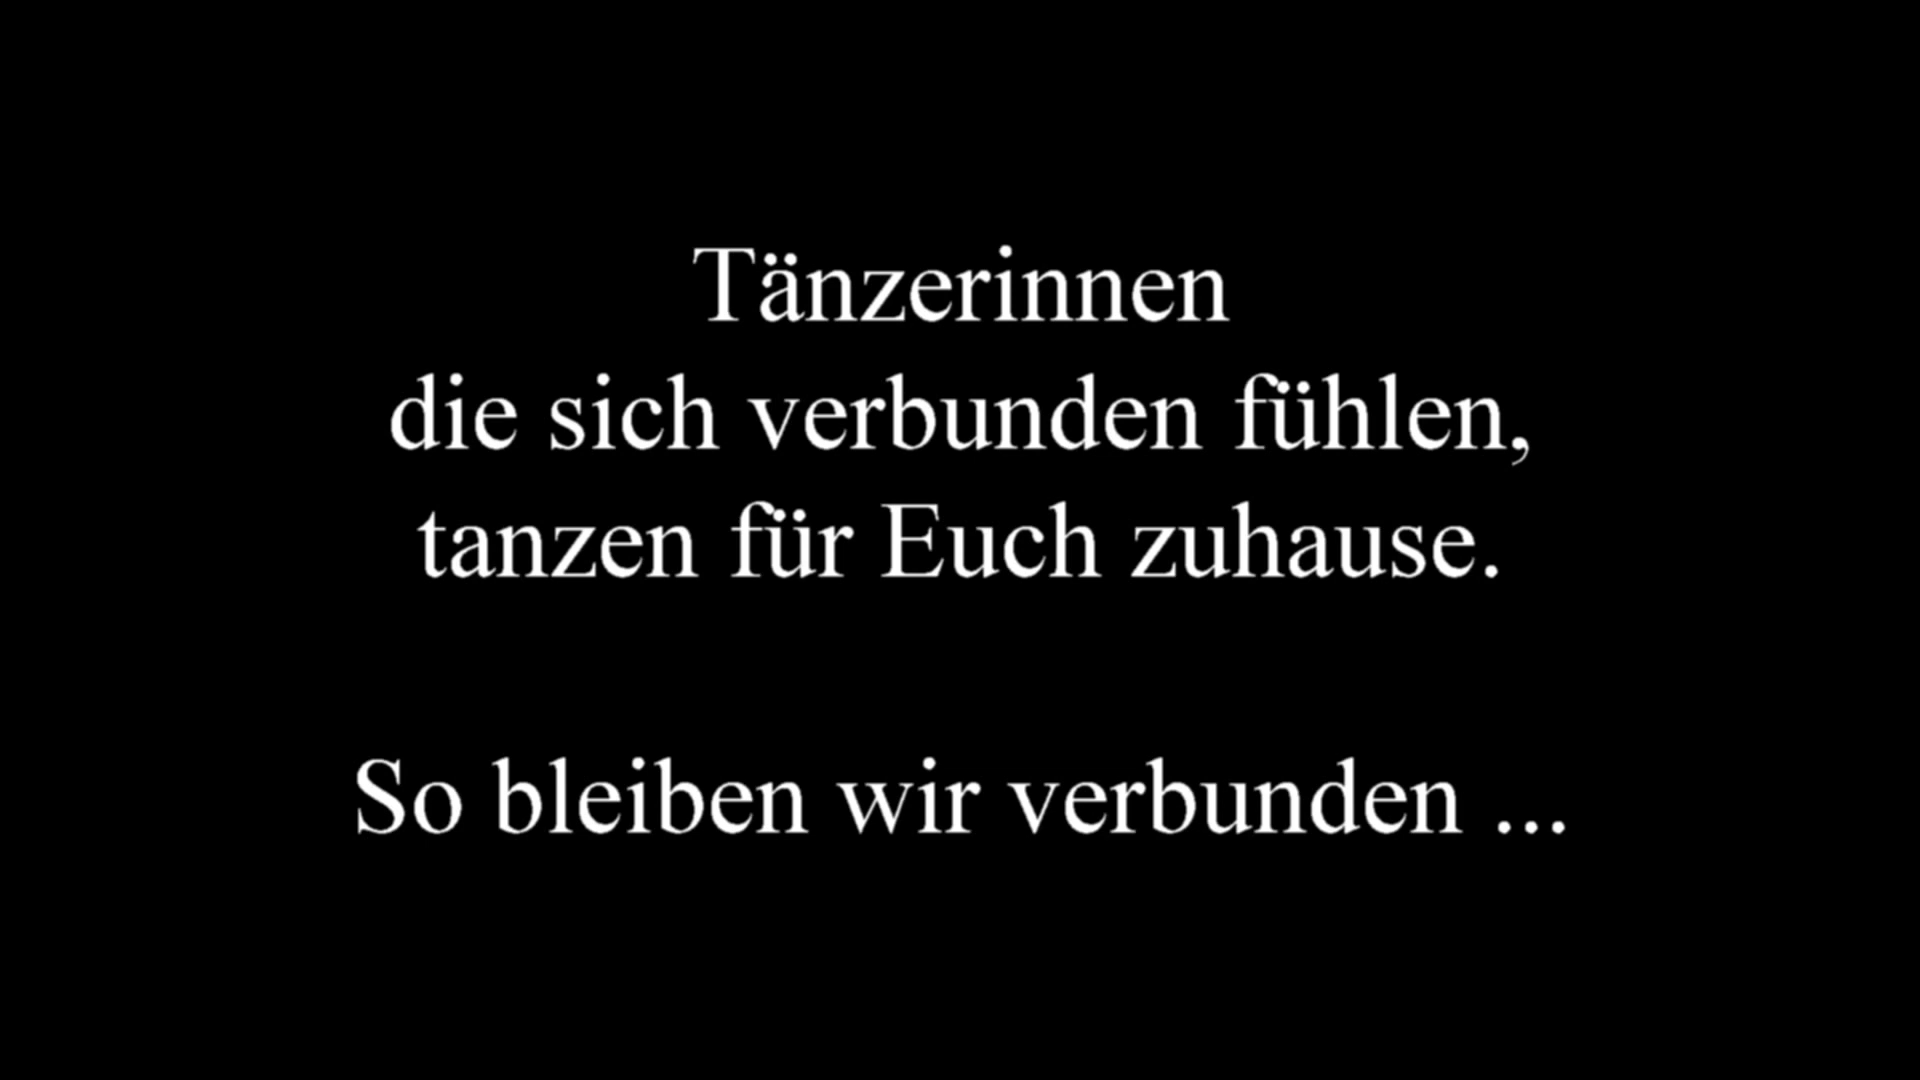 Tänzerinnen
die sich verbunden fühlen,
tanzen für Euch zuhause.
So bleiben wir verbunden ...